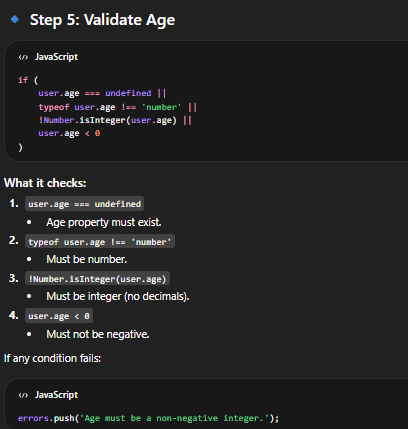 Step 5: Validate Age
JavaScript
if (
user.age === undefined ||
typeof user.age !== 'number' ||
!Number.isInteger(user.age) ||
user.age < 0
)
What it checks:
1. user.age === undefined
• Age property must exist.
2. typeof user.age !== 'number'
• Must be number.
3. !Number.isInteger(user.age)
• Must be integer (no decimals).
4. user.age < 0
• Must not be negative.
If any condition fails:
JavaScript
errors.push('Age must be a non-negative integer.');